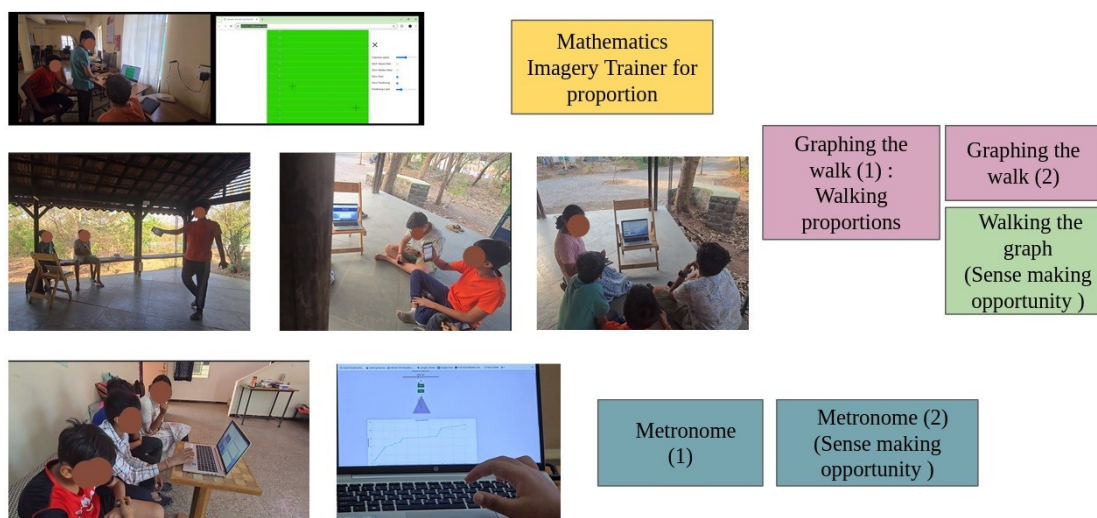 Mathematics
Imagery Trainer for
proportion
Graphing the
walk (1) :
Walking
proportions
Graphing the
walk (2)
Walking the
graph
(Sense making
opportunity )
Metronome
(1)
Metronome (2)
(Sense making
opportunity )